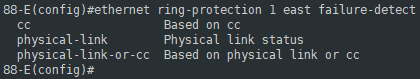 88-E(config)#ethernet ring-protection 1 east failure-detect
cc Based on cc
physical-link Physical link status
physical-link-or-cc Based on physical link or cc
88-E(config)#